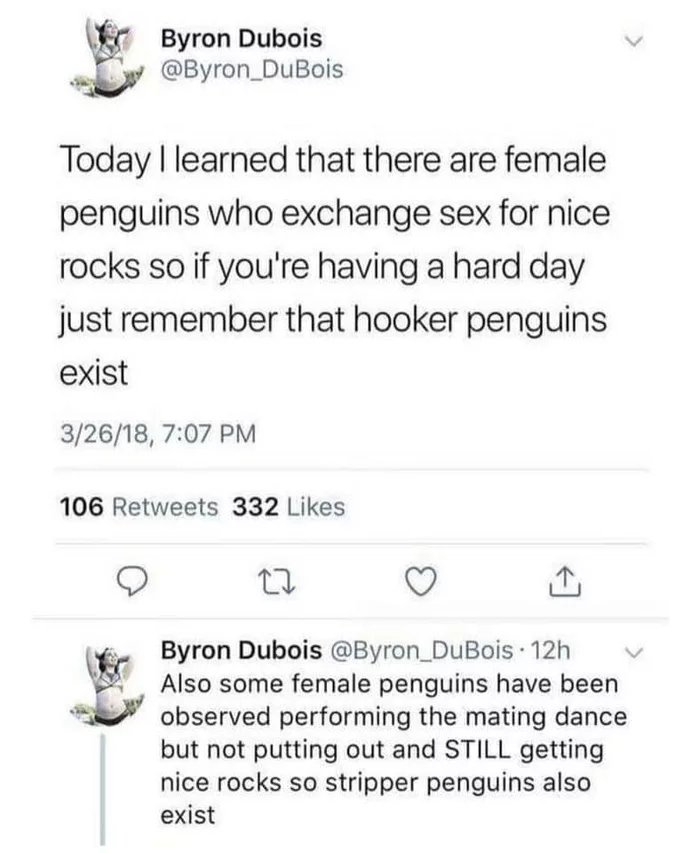 Byron Dubois
@Byron_DuBois
Today I learned that there are female
penguins who exchange sex for nice
rocks so if you're having a hard day
just remember that hooker penguins
exist
3/26/18, 7:07 PM
106 Retweets 332 Likes
Byron Dubois @Byron_DuBois · 12h
Also some female penguins have been
observed performing the mating dance
but not putting out and STILL getting
nice rocks so stripper penguins also
exist